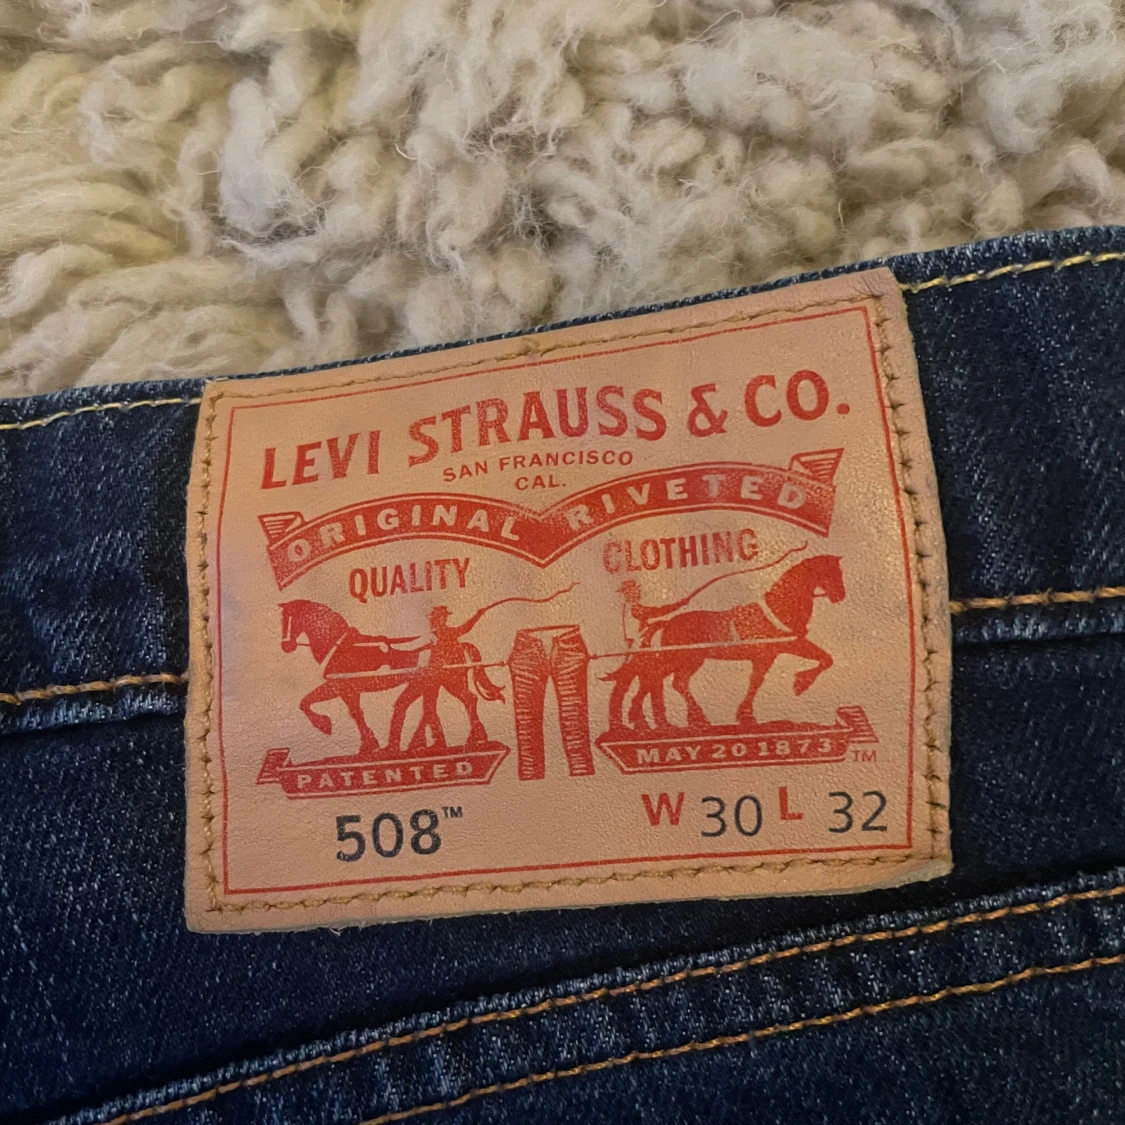 LEVI STRAUSS & CO.
SAN FRANCISCO
CAL.
ORIGINAL RIVETED
QUALITY CLOTHING
PATENTED MAY 20 1873 ™
508™ W 30 L 32